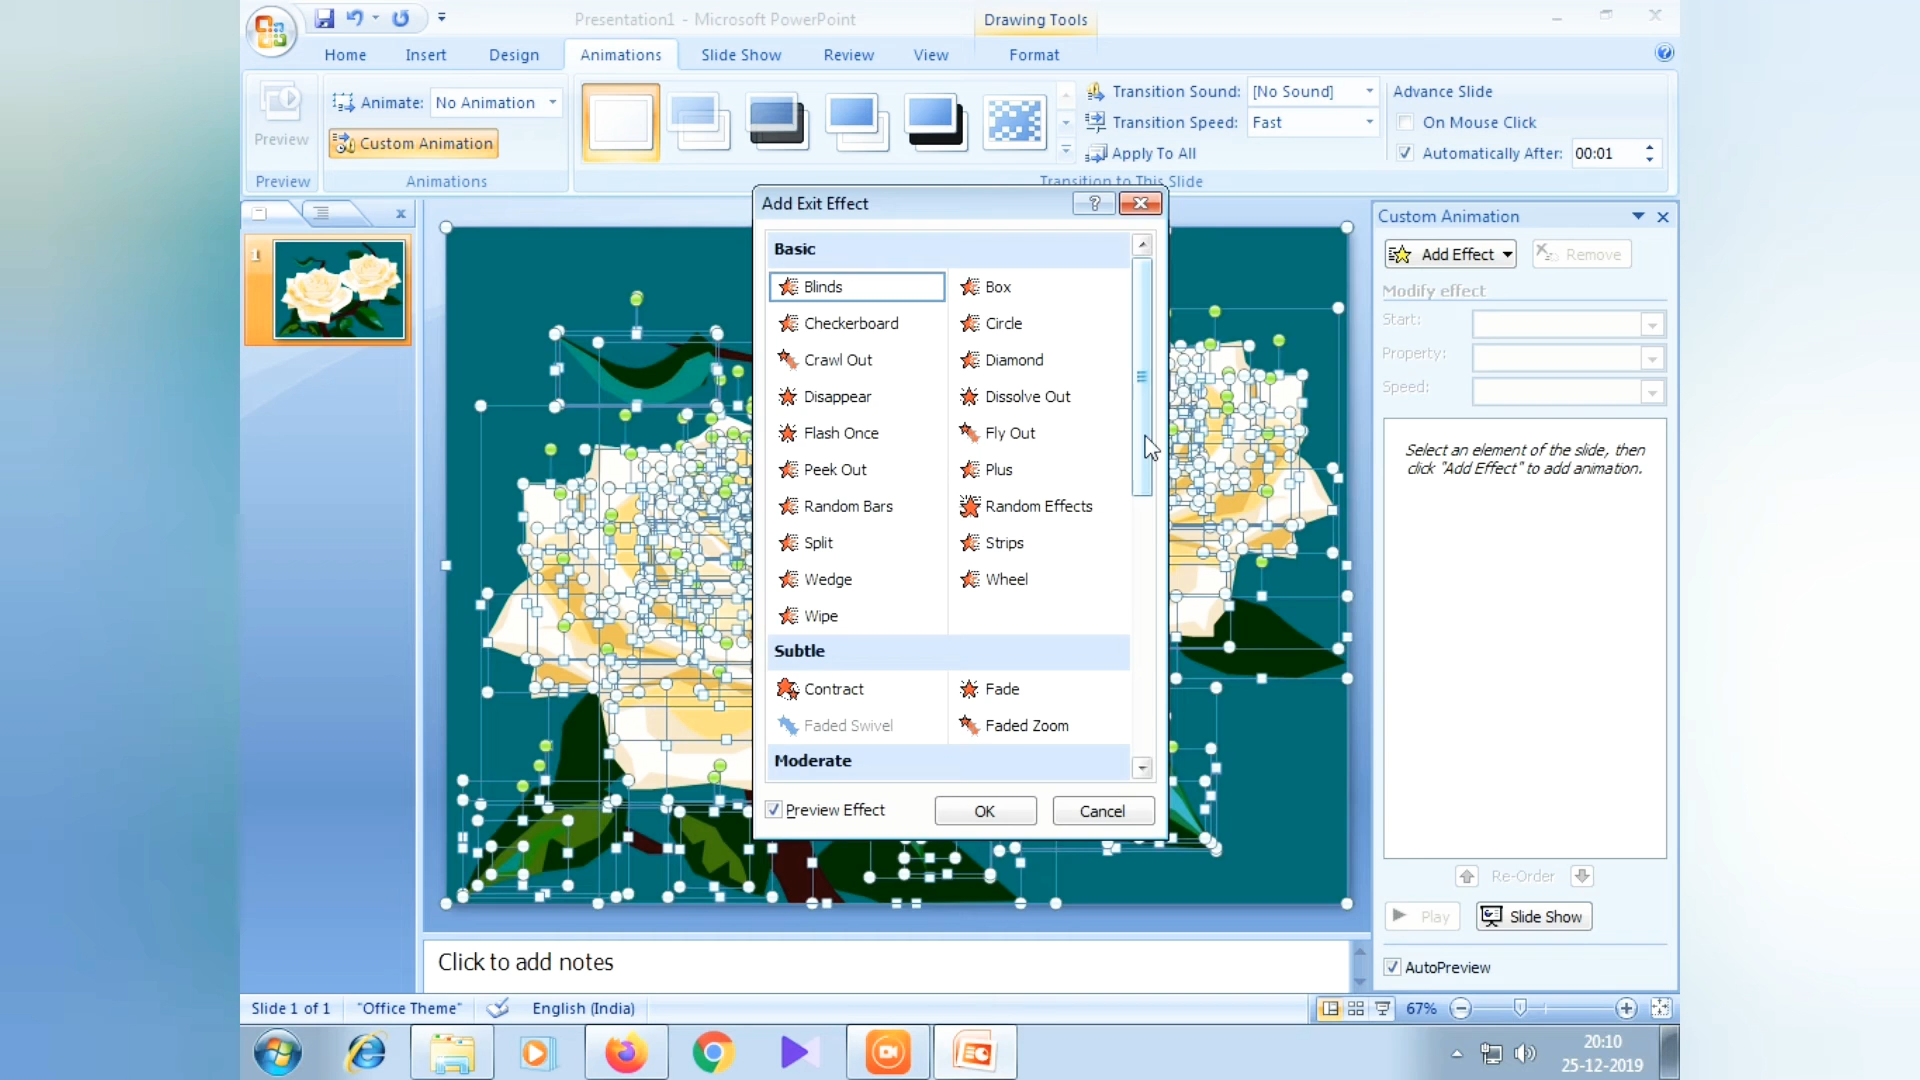 Presentation1 - Microsoft PowerPoint
Drawing Tools
Home
Insert
Design
Animations
Slide Show
Review
View
Format
Preview
Preview
Animate:
No Animation
Custom Animation
Animations
Transition Sound:
[No Sound]
Transition Speed:
Fast
Apply To All
Transition to This Slide
Advance Slide
On Mouse Click
Automatically After:
00:01
1
Add Exit Effect
Basic
Blinds
Box
Checkerboard
Circle
Crawl Out
Diamond
Disappear
Dissolve Out
Flash Once
Fly Out
Peek Out
Plus
Random Bars
Random Effects
Split
Strips
Wedge
Wheel
Wipe
Subtle
Contract
Fade
Faded Swivel
Faded Zoom
Moderate
Preview Effect
OK
Cancel
Custom Animation
Add Effect
Remove
Modify effect
Start:
Property:
Speed:
Select an element of the slide, then
click "Add Effect" to add animation.
Re-Order
Play
Slide Show
AutoPreview
Click to add notes
Slide 1 of 1
"Office Theme"
English (India)
67%
20:10
25-12-2019